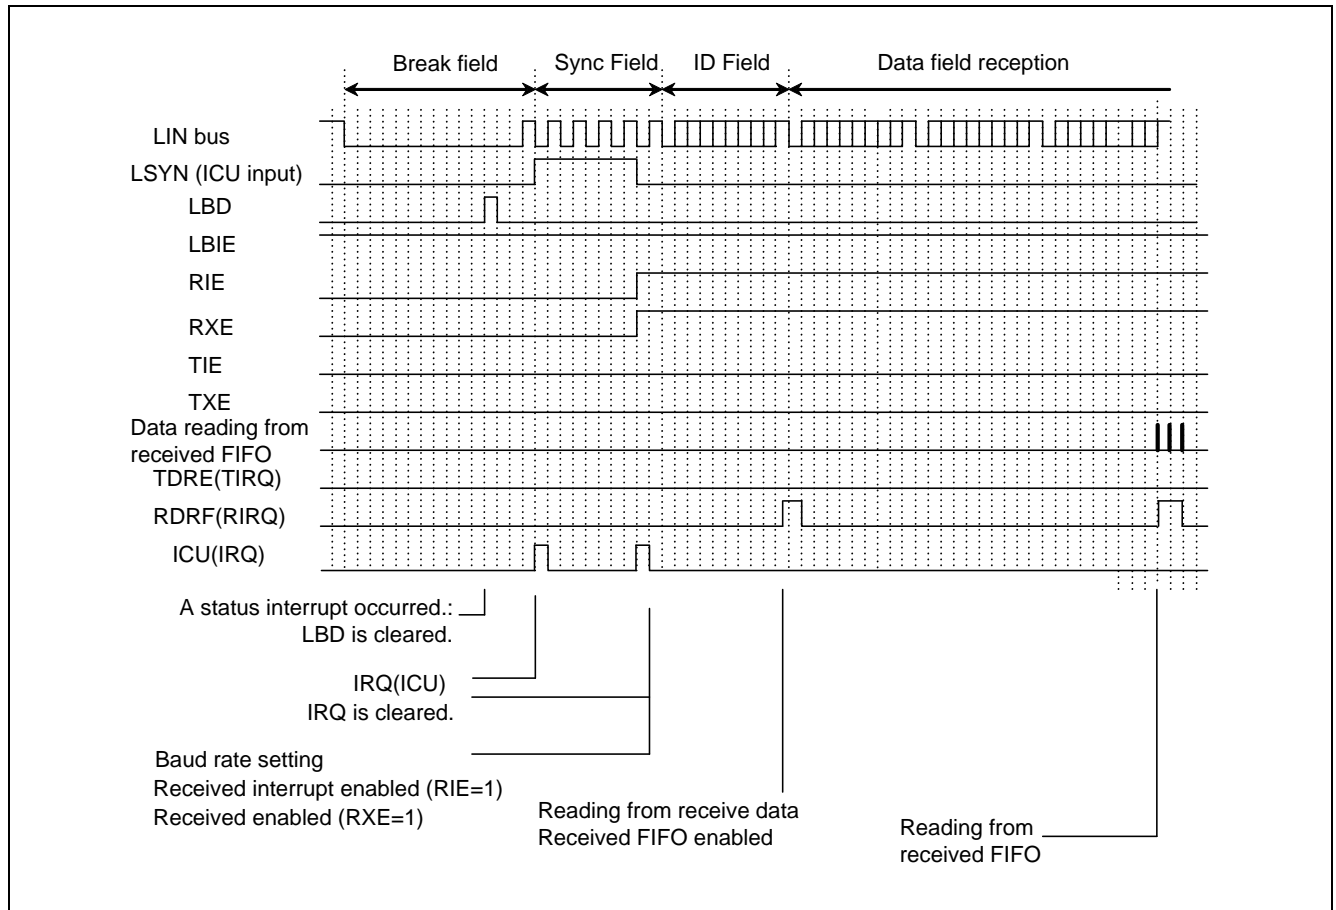 Break field
Sync Field
ID Field
Data field reception
LIN bus
LSYN (ICU input)
LBD
LBIE
RIE
RXE
TIE
TXE
Data reading from
received FIFO
TDRE(TIRQ)
RDRF(RIRQ)
ICU(IRQ)
A status interrupt occurred.:
LBD is cleared.
IRQ(ICU)
IRQ is cleared.
Baud rate setting
Received interrupt enabled (RIE=1)
Received enabled (RXE=1)
Reading from receive data
Received FIFO enabled
Reading from
received FIFO